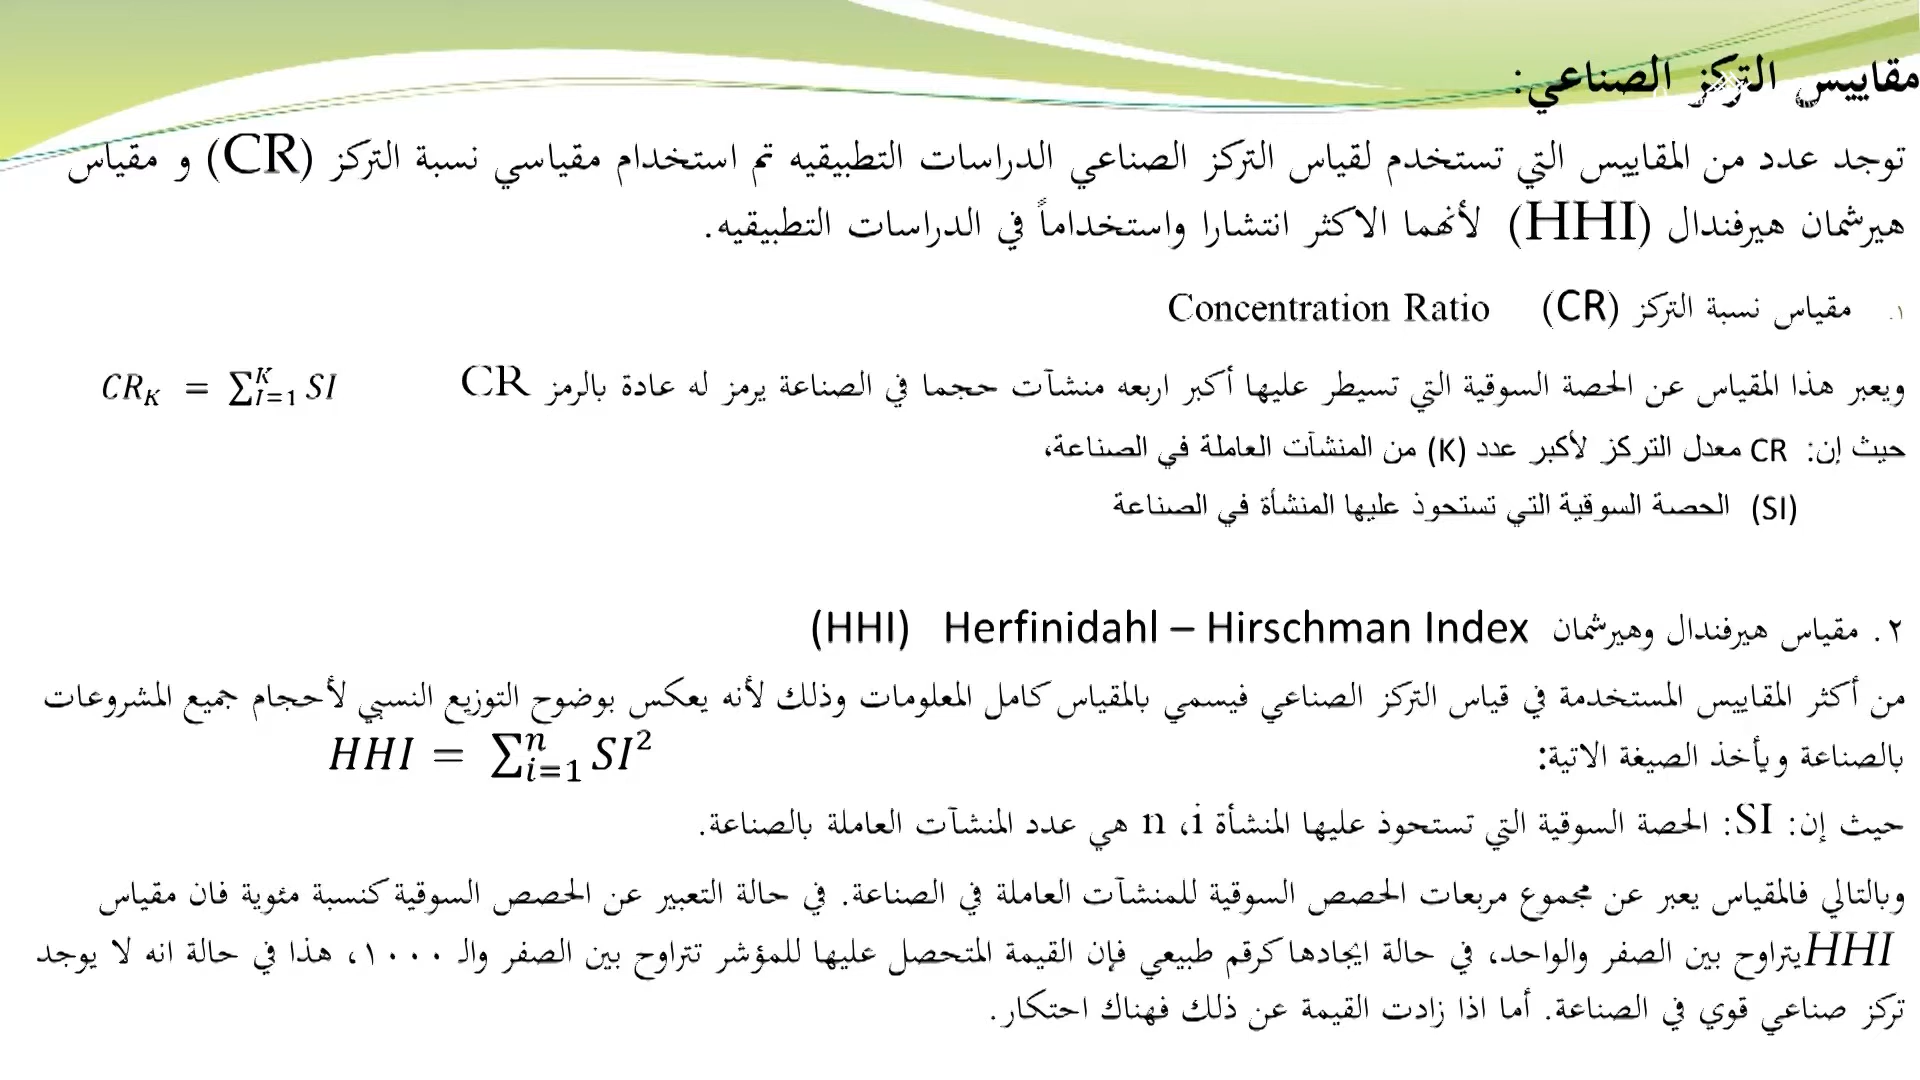 مقاييس التركز الصناعي:
توجد عدد من المقاييس التي تستخدم لقياس التركز الصناعي الدراسات التطبيقيه تم استخدام مقياسي نسبة التركز (CR) و مقياس
هيرشمان هيرفندال (HHI) لأنهما الاكثر انتشارا واستخداماً في الدراسات التطبيقيه.
١. مقياس نسبة التركز (CR) Concentration Ratio
ويعبر هذا المقياس عن الحصة السوقية التي تسيطر عليها أكبر اربعه منشآت حجما في الصناعة يرمز له عادة بالرمز CR $CR_K = \sum_{I=1}^{K} SI$
حيث إن: CR معدل التركز لأكبر عدد (K) من المنشآت العاملة في الصناعة،
(SI) الحصة السوقية التي تستحوذ عليها المنشأة في الصناعة
٢. مقياس هيرفندال وهيرشمان Herfinidahl – Hirschman Index (HHI)
من أكثر المقاييس المستخدمة في قياس التركز الصناعي فيسمي بالمقياس كامل المعلومات وذلك لأنه يعكس بوضوح التوزيع النسبي لأحجام جميع المشروعات
بالصناعة ويأخذ الصيغة الاتية: $HHI = \sum_{i=1}^{n} SI^2$
حيث إن: SI: الحصة السوقية التي تستحوذ عليها المنشأة i، n هي عدد المنشآت العاملة بالصناعة.
وبالتالي فالمقياس يعبر عن مجموع مربعات الحصص السوقية للمنشآت العاملة في الصناعة. في حالة التعبير عن الحصص السوقية كنسبة مئوية فان مقياس
HHI يتراوح بين الصفر والواحد، في حالة ايجادها كرقم طبيعي فإن القيمة المتحصل عليها للمؤشر تتراوح بين الصفر والـ ١٠٠٠، هذا في حالة انه لا يوجد
تركز صناعي قوي في الصناعة. أما اذا زادت القيمة عن ذلك فهناك احتكار.